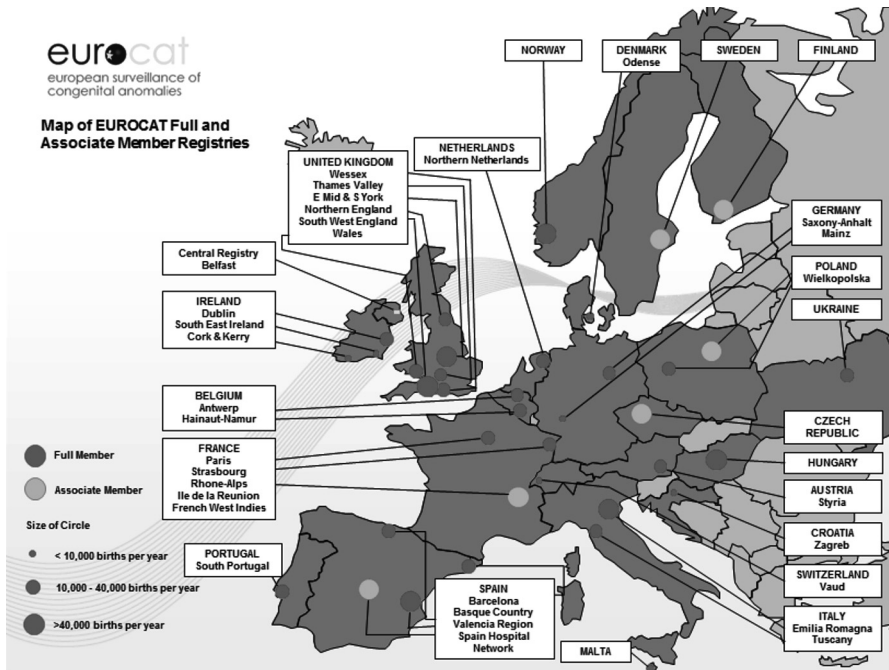 eurocat
european surveillance of
congenital anomalies
Map of EUROCAT Full and
Associate Member Registries
NORWAY
DENMARK
Odense
SWEDEN
FINLAND
NETHERLANDS
Northern Netherlands
UNITED KINGDOM
Wessex
Thames Valley
E Mid & S York
Northern England
South West England
Wales
GERMANY
Saxony-Anhalt
Mainz
Central Registry
Belfast
POLAND
Wielkopolska
IRELAND
Dublin
South East Ireland
Cork & Kerry
UKRAINE
BELGIUM
Antwerp
Hainaut-Namur
CZECH
REPUBLIC
FRANCE
Paris
Strasbourg
Rhone-Alps
Ile de la Reunion
French West Indies
HUNGARY
AUSTRIA
Styria
CROATIA
Zagreb
SWITZERLAND
Vaud
ITALY
Emilia Romagna
Tuscany
Full Member
Associate Member
Size of Circle
< 10,000 births per year
10,000 - 40,000 births per year
>40,000 births per year
PORTUGAL
South Portugal
SPAIN
Barcelona
Basque Country
Valencia Region
Spain Hospital
Network
MALTA